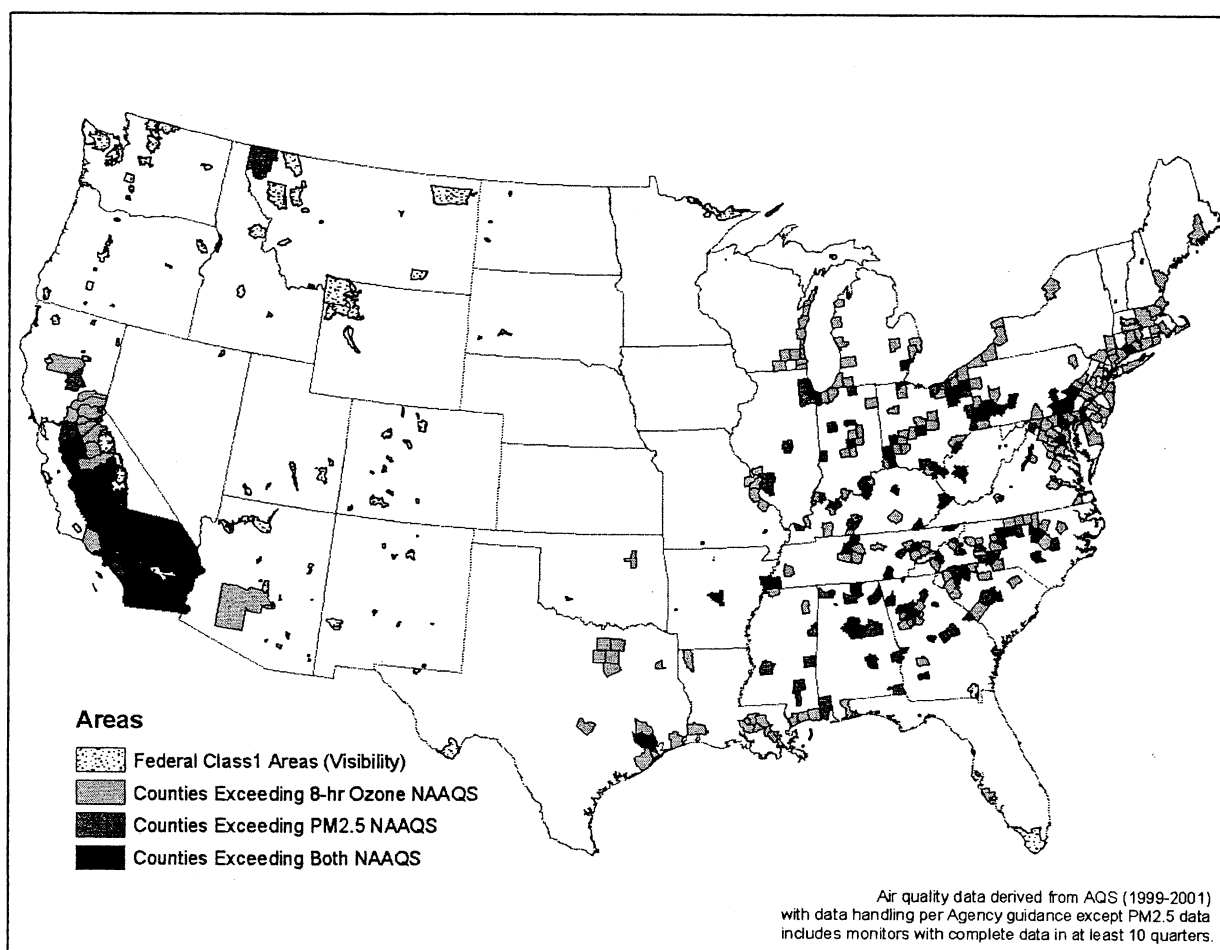 Areas
Federal Class1 Areas (Visibility)
Counties Exceeding 8-hr Ozone NAAQS
Counties Exceeding PM2.5 NAAQS
Counties Exceeding Both NAAQS
Air quality data derived from AQS (1999-2001)
with data handling per Agency guidance except PM2.5 data
includes monitors with complete data in at least 10 quarters.